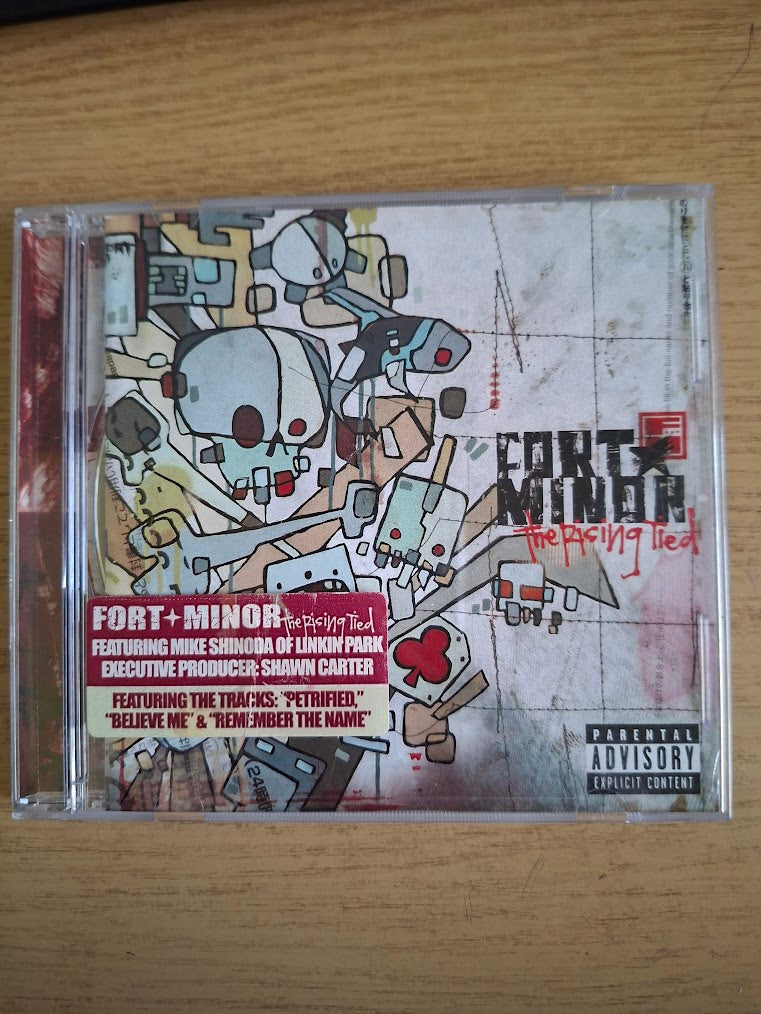 FORT★
MINOR
the Rising Tied
FORT✦MINOR the Rising Tied
FEATURING MIKE SHINODA OF LINKIN PARK
EXECUTIVE PRODUCER: SHAWN CARTER
FEATURING THE TRACKS: "PETRIFIED,"
"BELIEVE ME" & "REMEMBER THE NAME"
PARENTAL
ADVISORY
EXPLICIT CONTENT